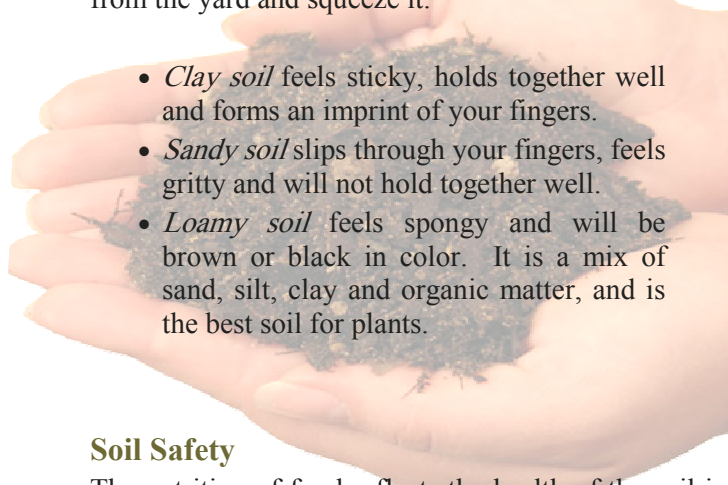 from the yard and squeeze it.
• Clay soil feels sticky, holds together well
and forms an imprint of your fingers.
• Sandy soil slips through your fingers, feels
gritty and will not hold together well.
• Loamy soil feels spongy and will be
brown or black in color. It is a mix of
sand, silt, clay and organic matter, and is
the best soil for plants.
Soil Safety